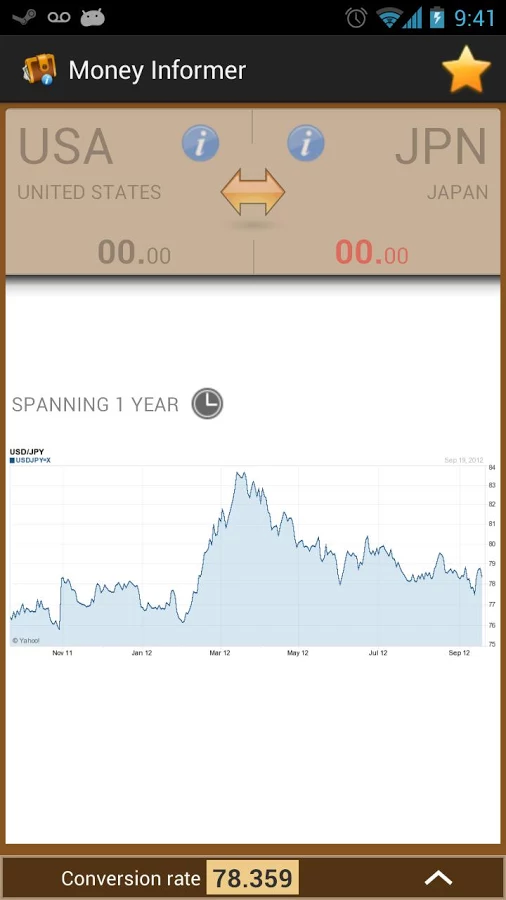 9:41
Money Informer
USA JPN
UNITED STATES JAPAN
00.00 00.00
SPANNING 1 YEAR
USD/JPY
USDJPY=X Sep 19, 2012
84
83
82
81
80
79
78
77
76
75
© Yahoo!
Nov 11 Jan 12 Mar 12 May 12 Jul 12 Sep 12
Conversion rate 78.359